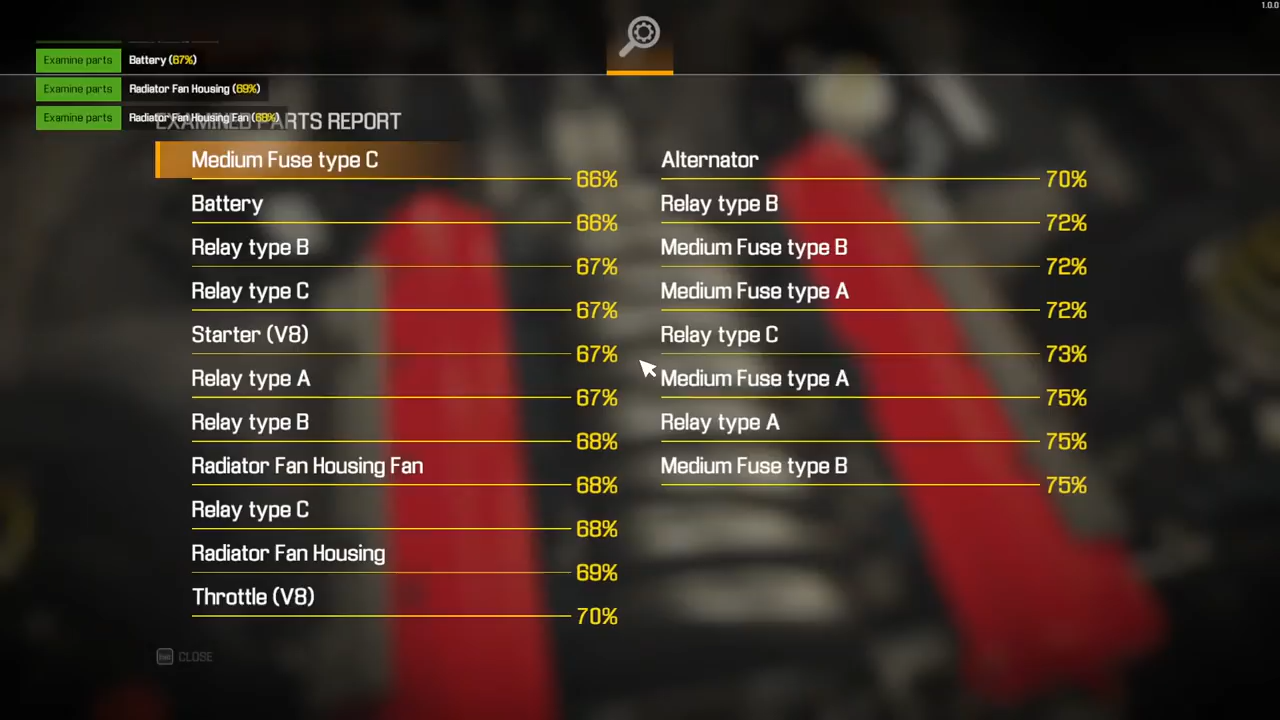 1.0.0
Examine parts Battery (67%)
Examine parts Radiator Fan Housing (69%)
Examine parts Radiator Fan Housing Fan (68%)
EXAMINED PARTS REPORT
Medium Fuse type C 66%
Battery 66%
Relay type B 67%
Relay type C 67%
Starter (V8) 67%
Relay type A 67%
Relay type B 68%
Radiator Fan Housing Fan 68%
Relay type C 68%
Radiator Fan Housing 69%
Throttle (V8) 70%
Alternator 70%
Relay type B 72%
Medium Fuse type B 72%
Medium Fuse type A 72%
Relay type C 73%
Medium Fuse type A 75%
Relay type A 75%
Medium Fuse type B 75%
Esc CLOSE